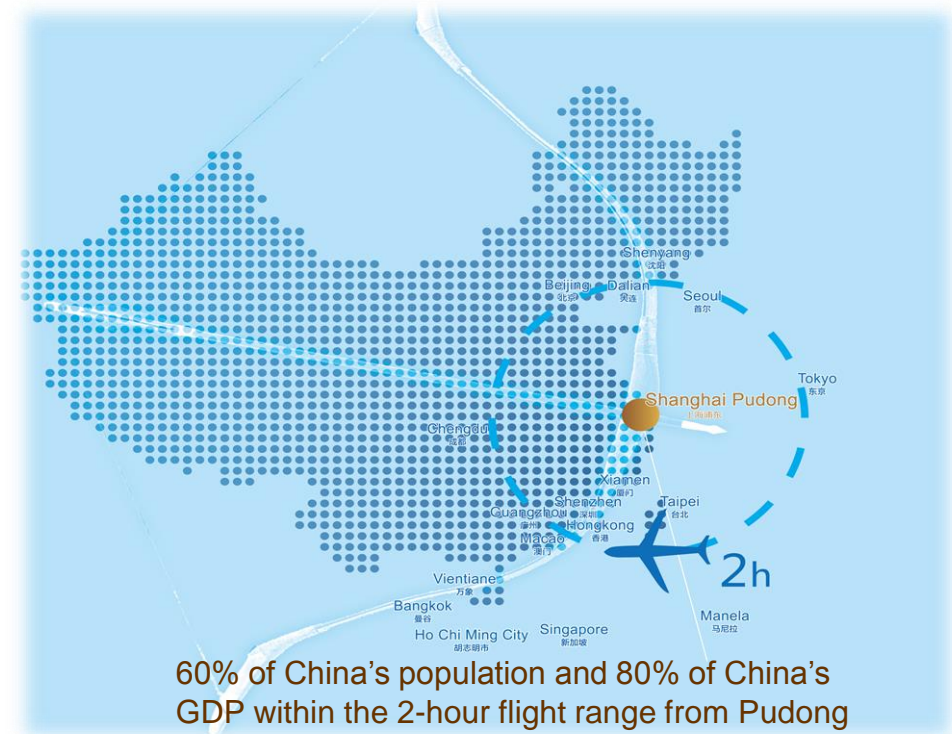 Shenyang
沈阳
Beijing
北京
Dalian
大连
Seoul
首尔
Tokyo
东京
Shanghai Pudong
上海浦东
Chengdu
成都
Xiamen
厦门
Shenzhen
深圳
Taipei
台北
Guangzhou
广州
Hongkong
香港
Macao
澳门
2h
Vientiane
万象
Bangkok
曼谷
Manela
马尼拉
Ho Chi Ming City
胡志明市
Singapore
新加坡
60% of China’s population and 80% of China’s
GDP within the 2-hour flight range from Pudong